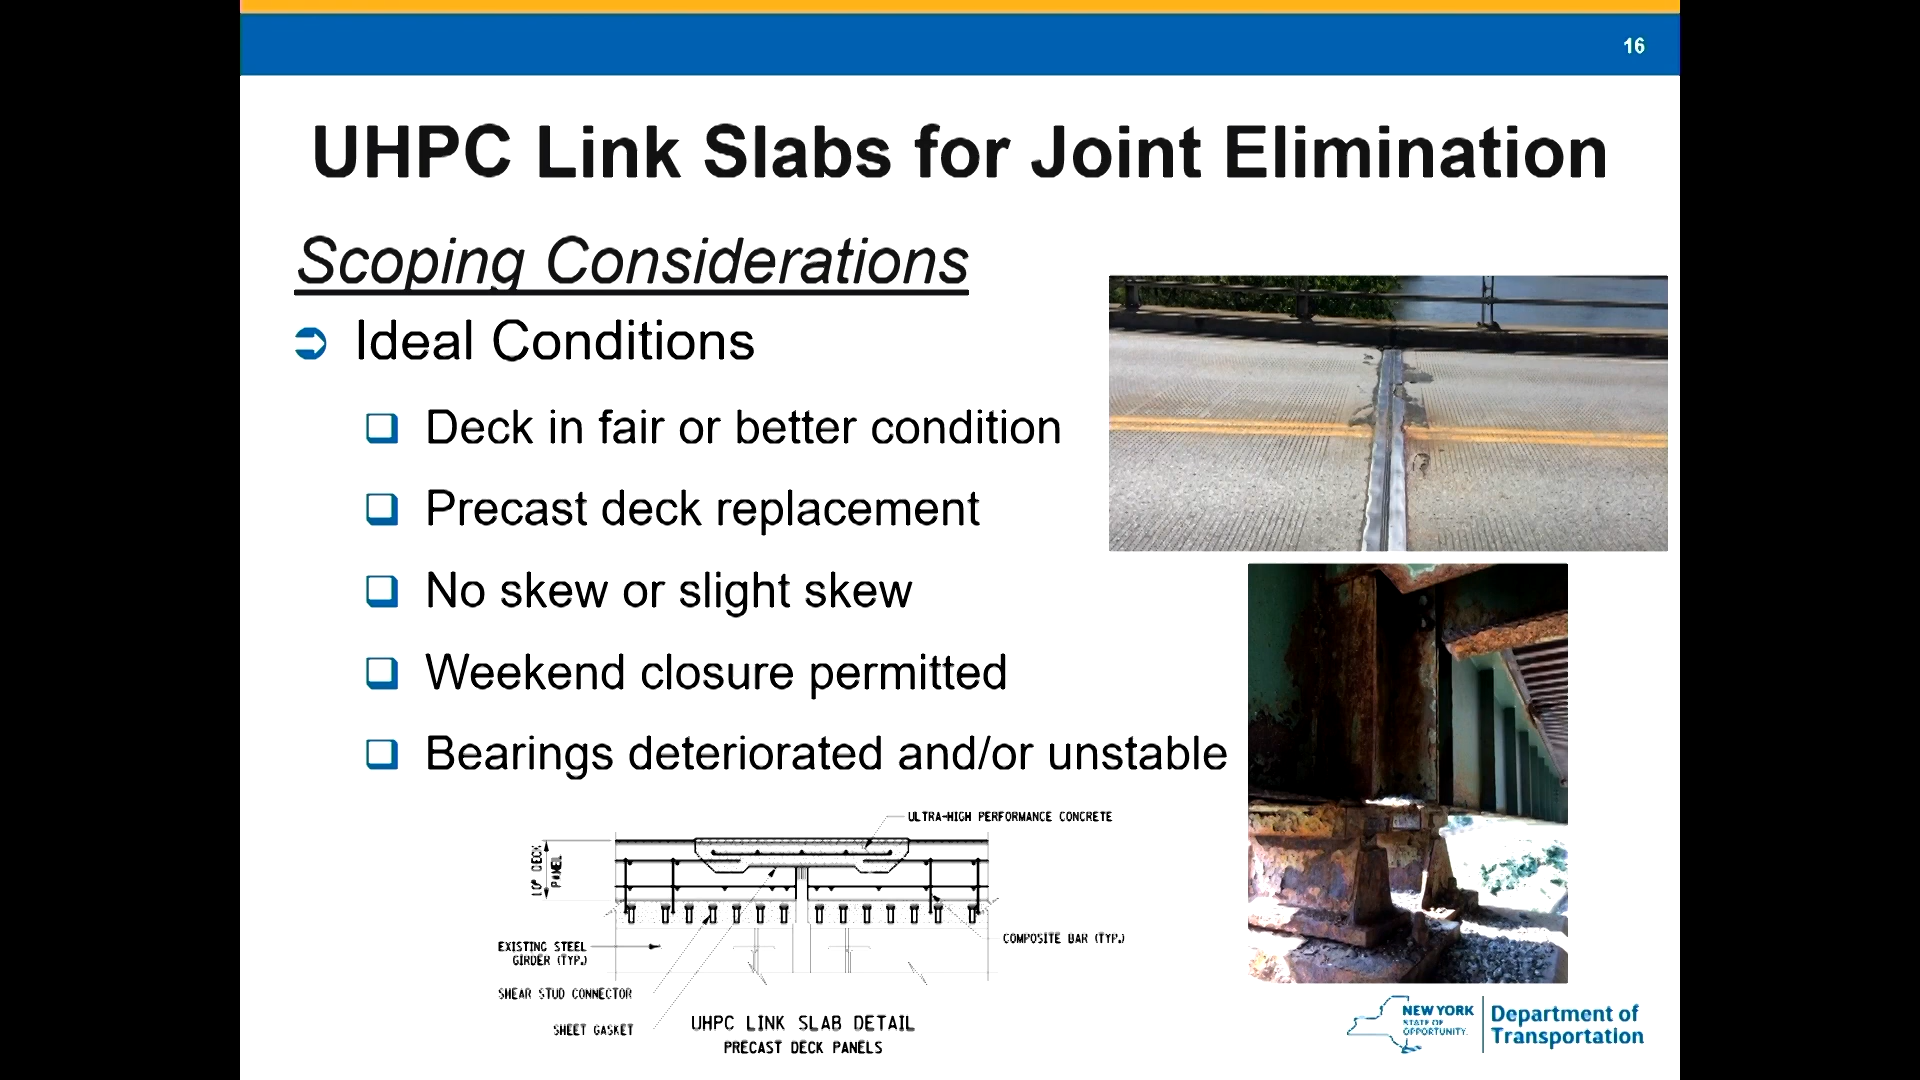 16
UHPC Link Slabs for Joint Elimination
Scoping Considerations
Ideal Conditions
Deck in fair or better condition
Precast deck replacement
No skew or slight skew
Weekend closure permitted
Bearings deteriorated and/or unstable
ULTRA-HIGH PERFORMANCE CONCRETE
10" DECK
PANEL
COMPOSITE BAR (TYP.)
EXISTING STEEL
GIRDER (TYP.)
SHEAR STUD CONNECTOR
SHEET GASKET
UHPC LINK SLAB DETAIL
PRECAST DECK PANELS
NEW YORK
STATE OF
OPPORTUNITY.
Department of
Transportation